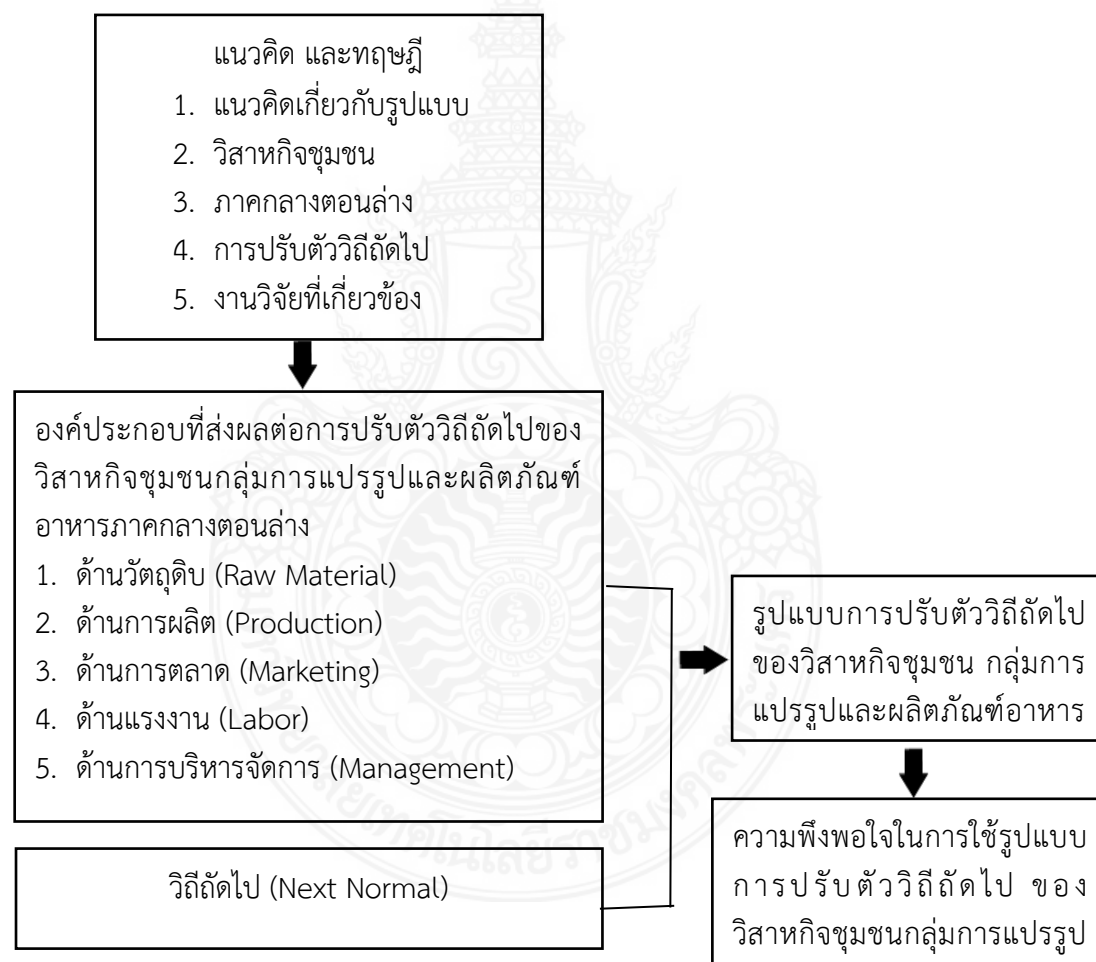 แนวคิด และทฤษฎี
1. แนวคิดเกี่ยวกับรูปแบบ
2. วิสาหกิจชุมชน
3. ภาคกลางตอนล่าง
4. การปรับตัววิถีถัดไป
5. งานวิจัยที่เกี่ยวข้อง
องค์ประกอบที่ส่งผลต่อการปรับตัววิถีถัดไปของ
วิสาหกิจชุมชนกลุ่มการแปรรูปและผลิตภัณฑ์
อาหารภาคกลางตอนล่าง
1. ด้านวัตถุดิบ (Raw Material)
2. ด้านการผลิต (Production)
3. ด้านการตลาด (Marketing)
4. ด้านแรงงาน (Labor)
5. ด้านการบริหารจัดการ (Management)
วิถีถัดไป (Next Normal)
รูปแบบการปรับตัววิถีถัดไป
ของวิสาหกิจชุมชน กลุ่มการ
แปรรูปและผลิตภัณฑ์อาหาร
ความพึงพอใจในการใช้รูปแบบ
การปรับตัววิถีถัดไป ของ
วิสาหกิจชุมชนกลุ่มการแปรรูป